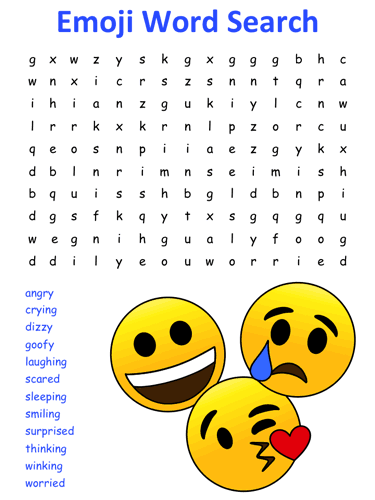 Emoji Word Search
g x w z y s k g x g g g b h c
w n x i c r s z s n n t q r a
i h i a n z g u k i y l c n w
l r r k x k r n l p z o r c u
q e o s n p i i a e z g y k x
d b l n r i m n s e i m i s h
b q u i s s h b g l d b n p i
d g s f k q y t x s g q g q u
w e g n i h g u a l y f o o g
d d i l y e o u w o r r i e d
angry
crying
dizzy
goofy
laughing
scared
sleeping
smiling
surprised
thinking
winking
worried